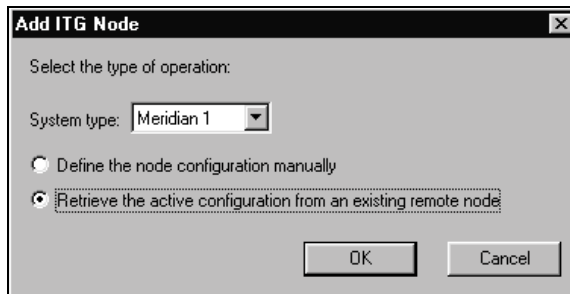 Add ITG Node
Select the type of operation:
System type: Meridian 1
Define the node configuration manually
Retrieve the active configuration from an existing remote node
OK Cancel